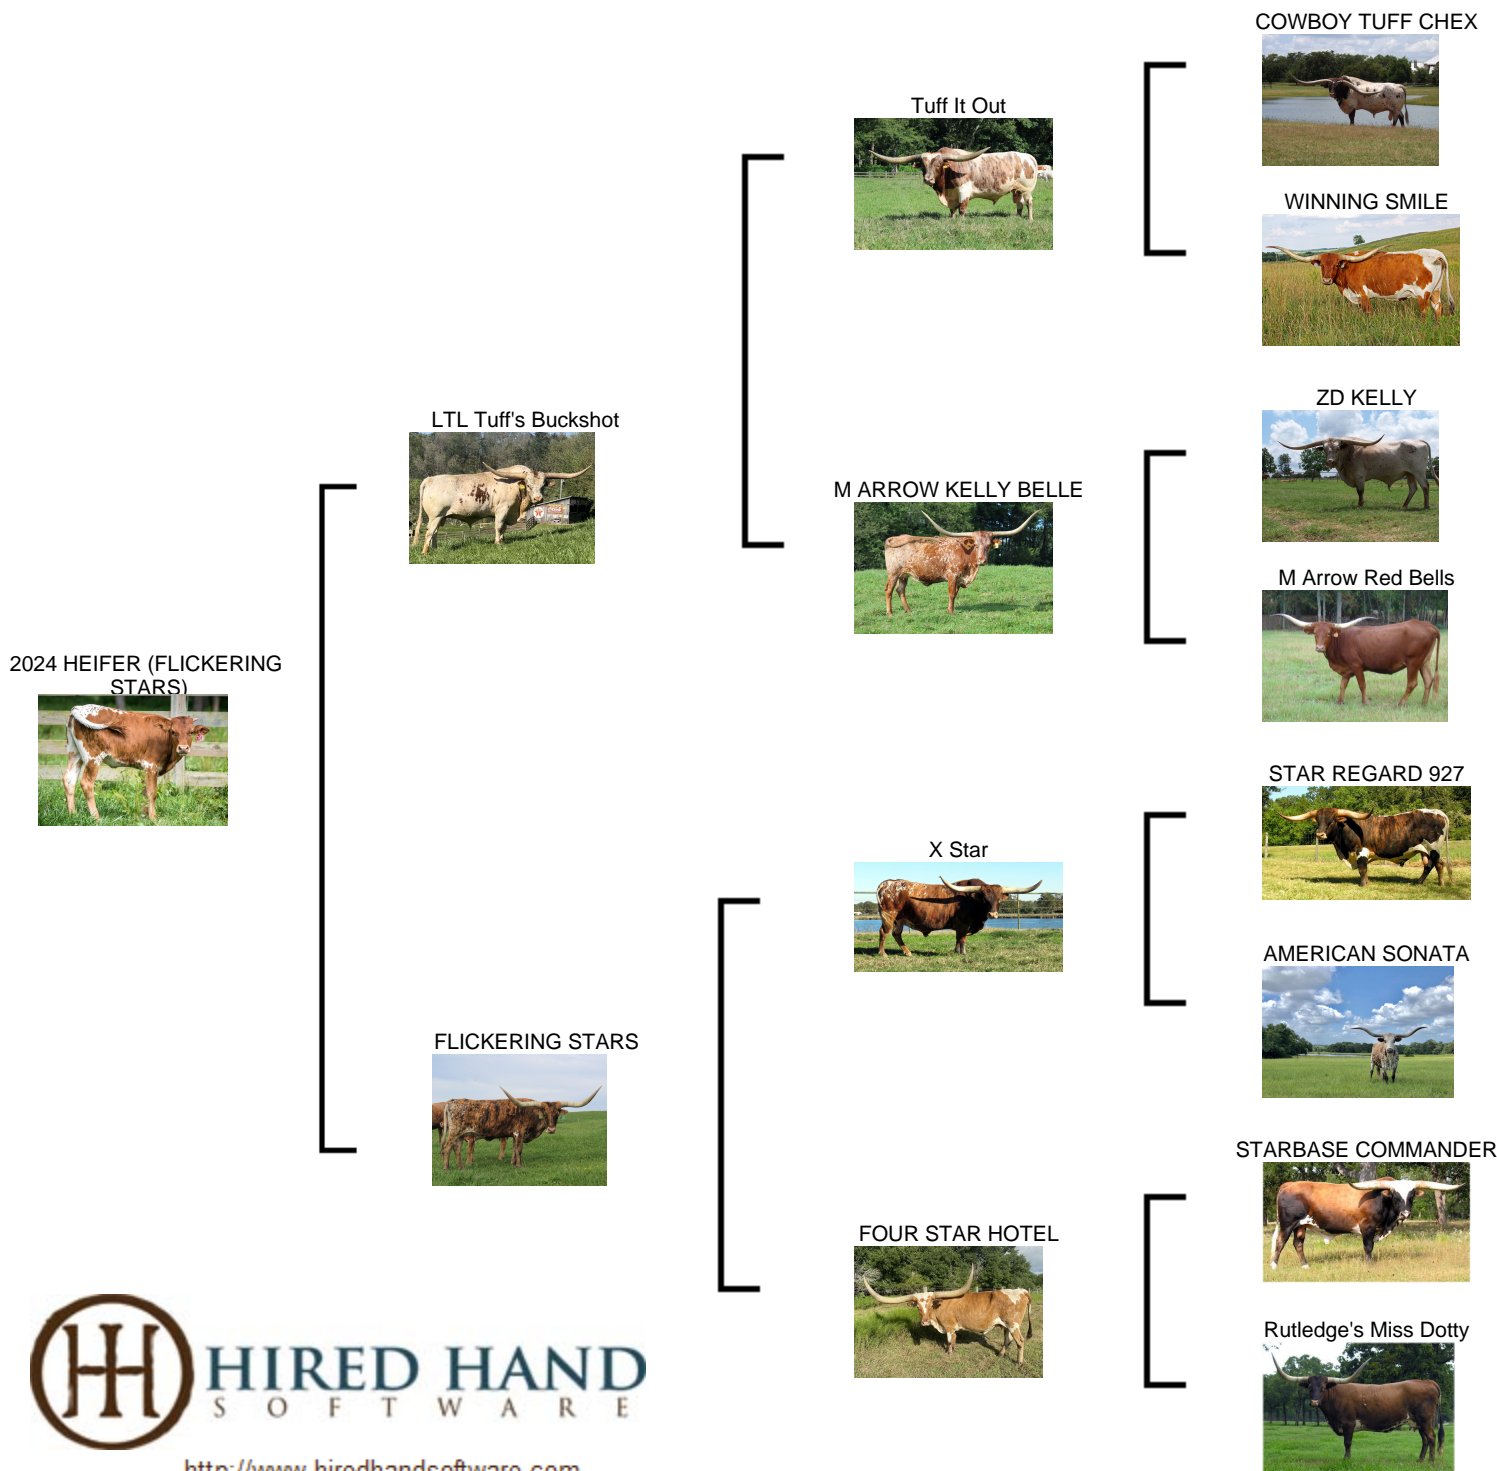 COWBOY TUFF CHEX
Tuff It Out
WINNING SMILE
ZD KELLY
LTL Tuff's Buckshot
M ARROW KELLY BELLE
M Arrow Red Bells
2024 HEIFER (FLICKERING
STARS)
STAR REGARD 927
X Star
AMERICAN SONATA
FLICKERING STARS
STARBASE COMMANDER
FOUR STAR HOTEL
Rutledge's Miss Dotty
HIRED HAND
SOFTWARE
http://www.hiredhandsoftware.com